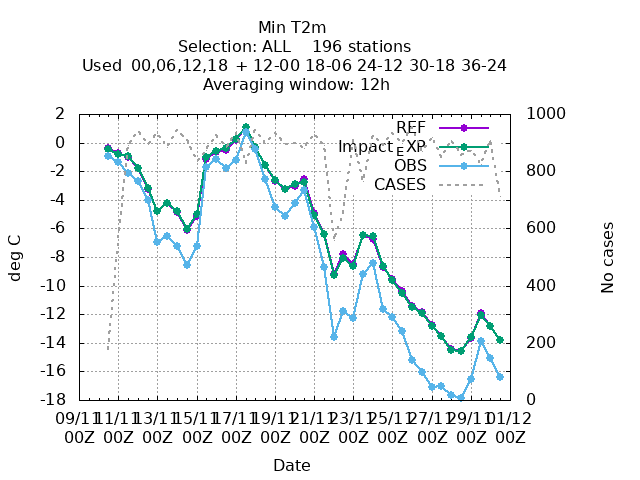 Min T2m
Selection: ALL    196 stations
Used  00,06,12,18 + 12-00 18-06 24-12 30-18 36-24
Averaging window: 12h
2
0
-2
-4
-6
-8
-10
-12
-14
-16
-18
1000
800
600
400
200
0
REF
Impact_EXP
OBS
CASES
deg C
No cases
09/11 11/11 13/11 15/11 17/11 19/11 21/11 23/11 25/11 27/11 29/11 01/12
00Z 00Z 00Z 00Z 00Z 00Z 00Z 00Z 00Z 00Z 00Z 00Z
Date